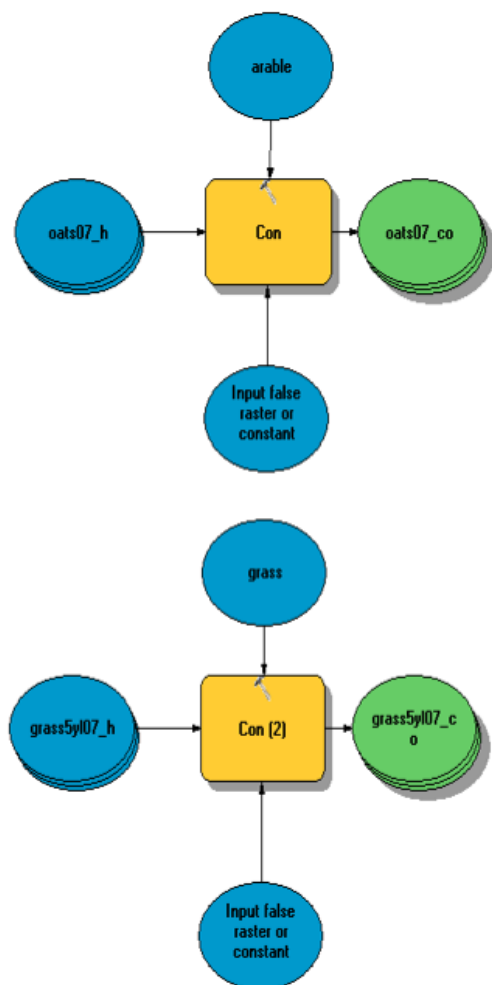 arable
oats07_h
Con
oats07_co
Input false
raster or
constant
grass
grass5yl07_h
Con (2)
grass5yl07_c
o
Input false
raster or
constant